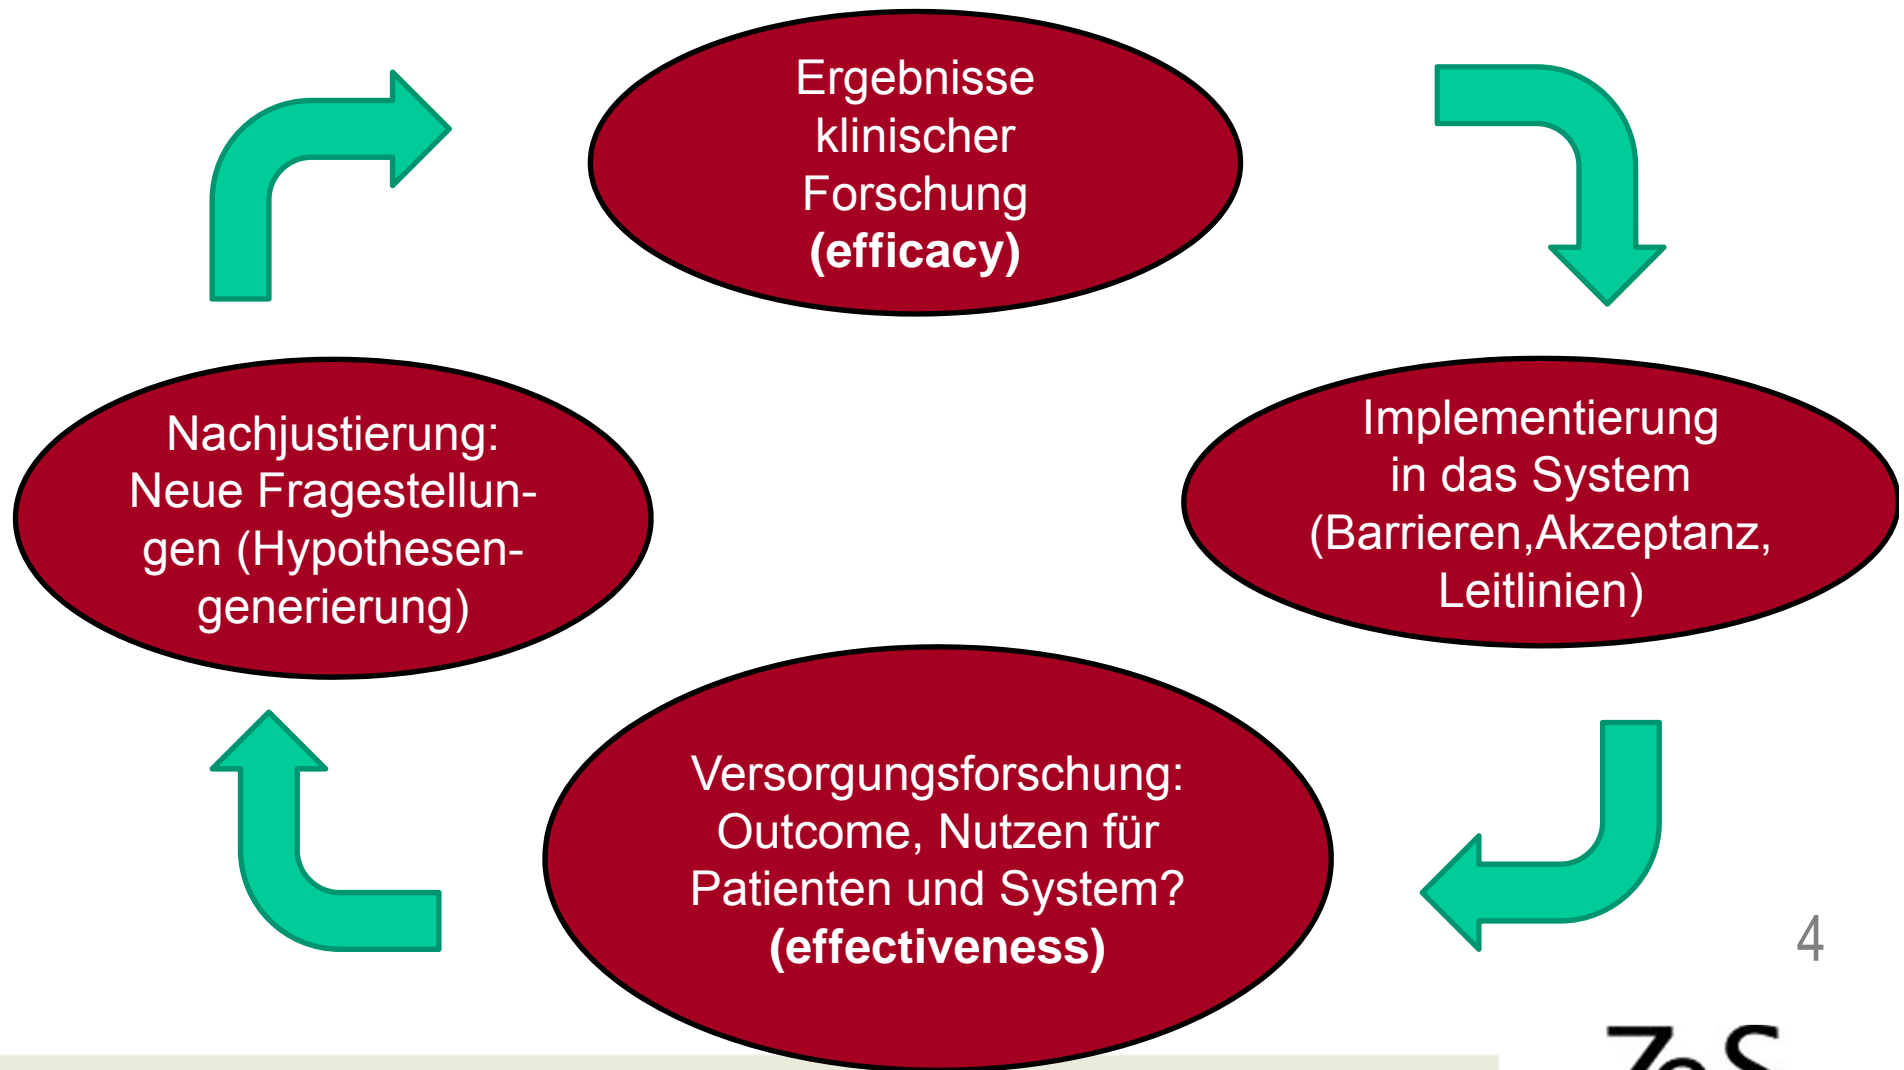 Ergebnisse
klinischer
Forschung
(efficacy)
Nachjustierung:
Neue Fragestellun-
gen (Hypothesen-
generierung)
Implementierung
in das System
(Barrieren,Akzeptanz,
Leitlinien)
Versorgungsforschung:
Outcome, Nutzen für
Patienten und System?
(effectiveness)
4
ZeS